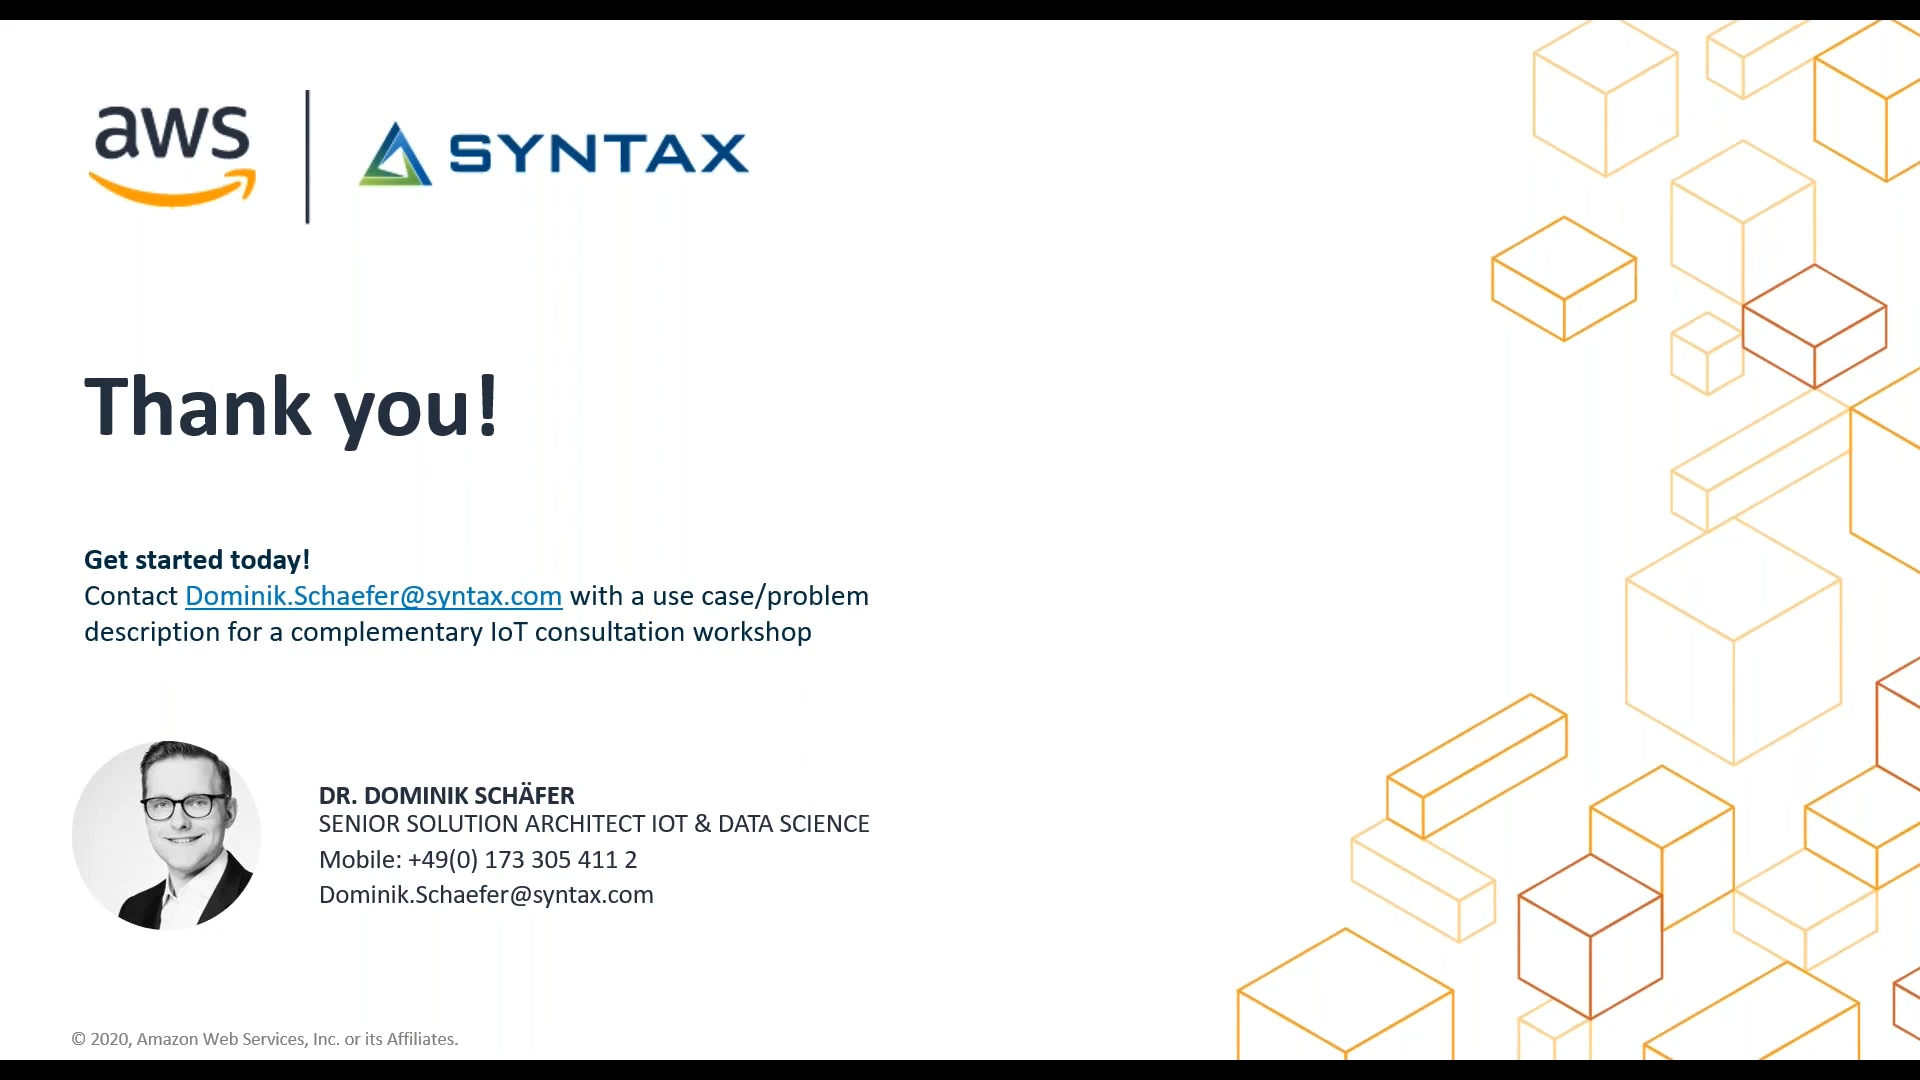 aws
SYNTAX
Thank you!
Get started today!
Contact Dominik.Schaefer@syntax.com with a use case/problem
description for a complementary IoT consultation workshop
DR. DOMINIK SCHÄFER
SENIOR SOLUTION ARCHITECT IOT & DATA SCIENCE
Mobile: +49(0) 173 305 411 2
Dominik.Schaefer@syntax.com
© 2020, Amazon Web Services, Inc. or its Affiliates.